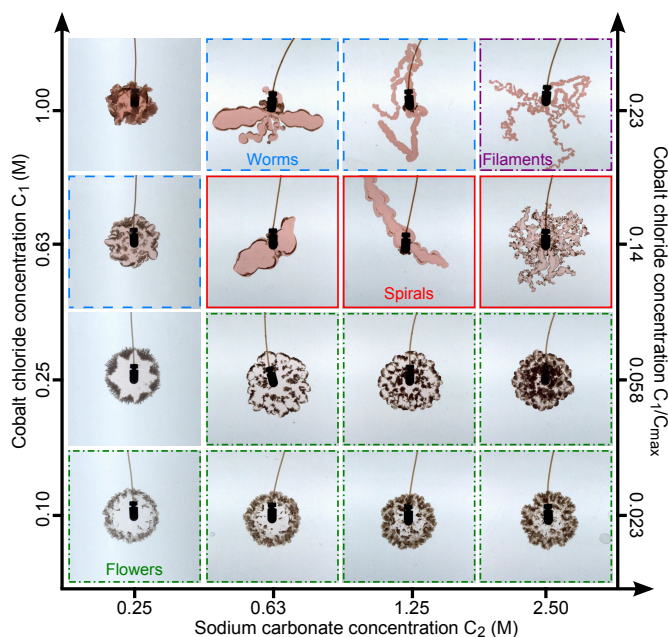 Cobalt chloride concentration C₁ (M)
1.00
0.63
0.25
0.10
Worms
Filaments
Spirals
Flowers
0.23
0.14
0.058
0.023
Cobalt chloride concentration C₁/Cmax
0.25
0.63
1.25
2.50
Sodium carbonate concentration C₂ (M)